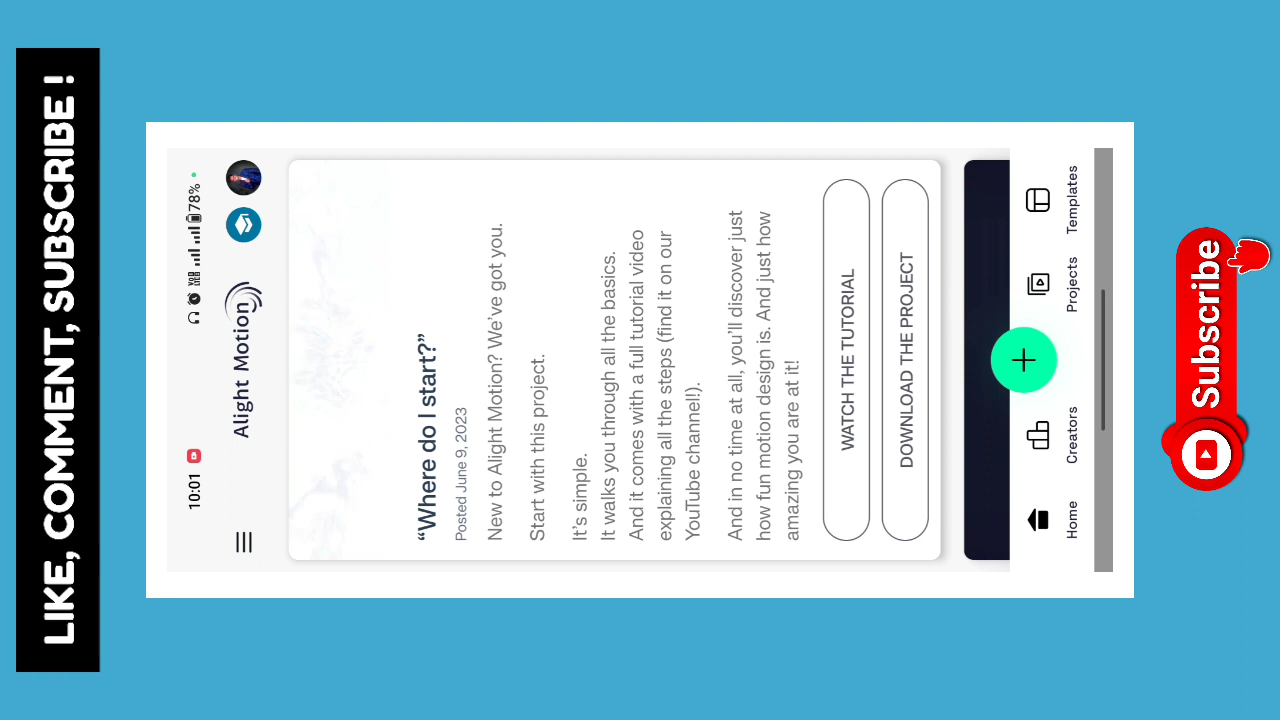 LIKE, COMMENT, SUBSCRIBE !
10:01
78%
Alight Motion
“Where do I start?”
Posted June 9, 2023
New to Alight Motion? We’ve got you.
Start with this project.
It’s simple.
It walks you through all the basics.
And it comes with a full tutorial video
explaining all the steps (find it on our
YouTube channel!).
And in no time at all, you’ll discover just
how fun motion design is. And just how
amazing you are at it!
WATCH THE TUTORIAL
DOWNLOAD THE PROJECT
Home
Creators
Projects
Templates
Subscribe